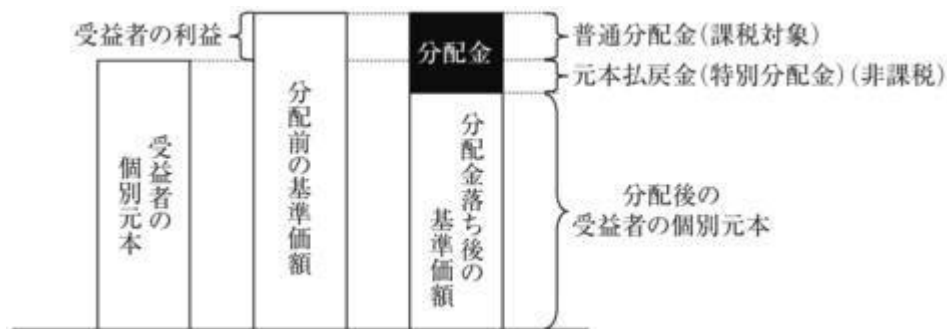 受益者の利益
分配金
普通分配金(課税対象)
元本払戻金(特別分配金)(非課税)
受益者の
個別元本
分配前の基準価額
分配金落ち後の
基準価額
分配後の
受益者の個別元本